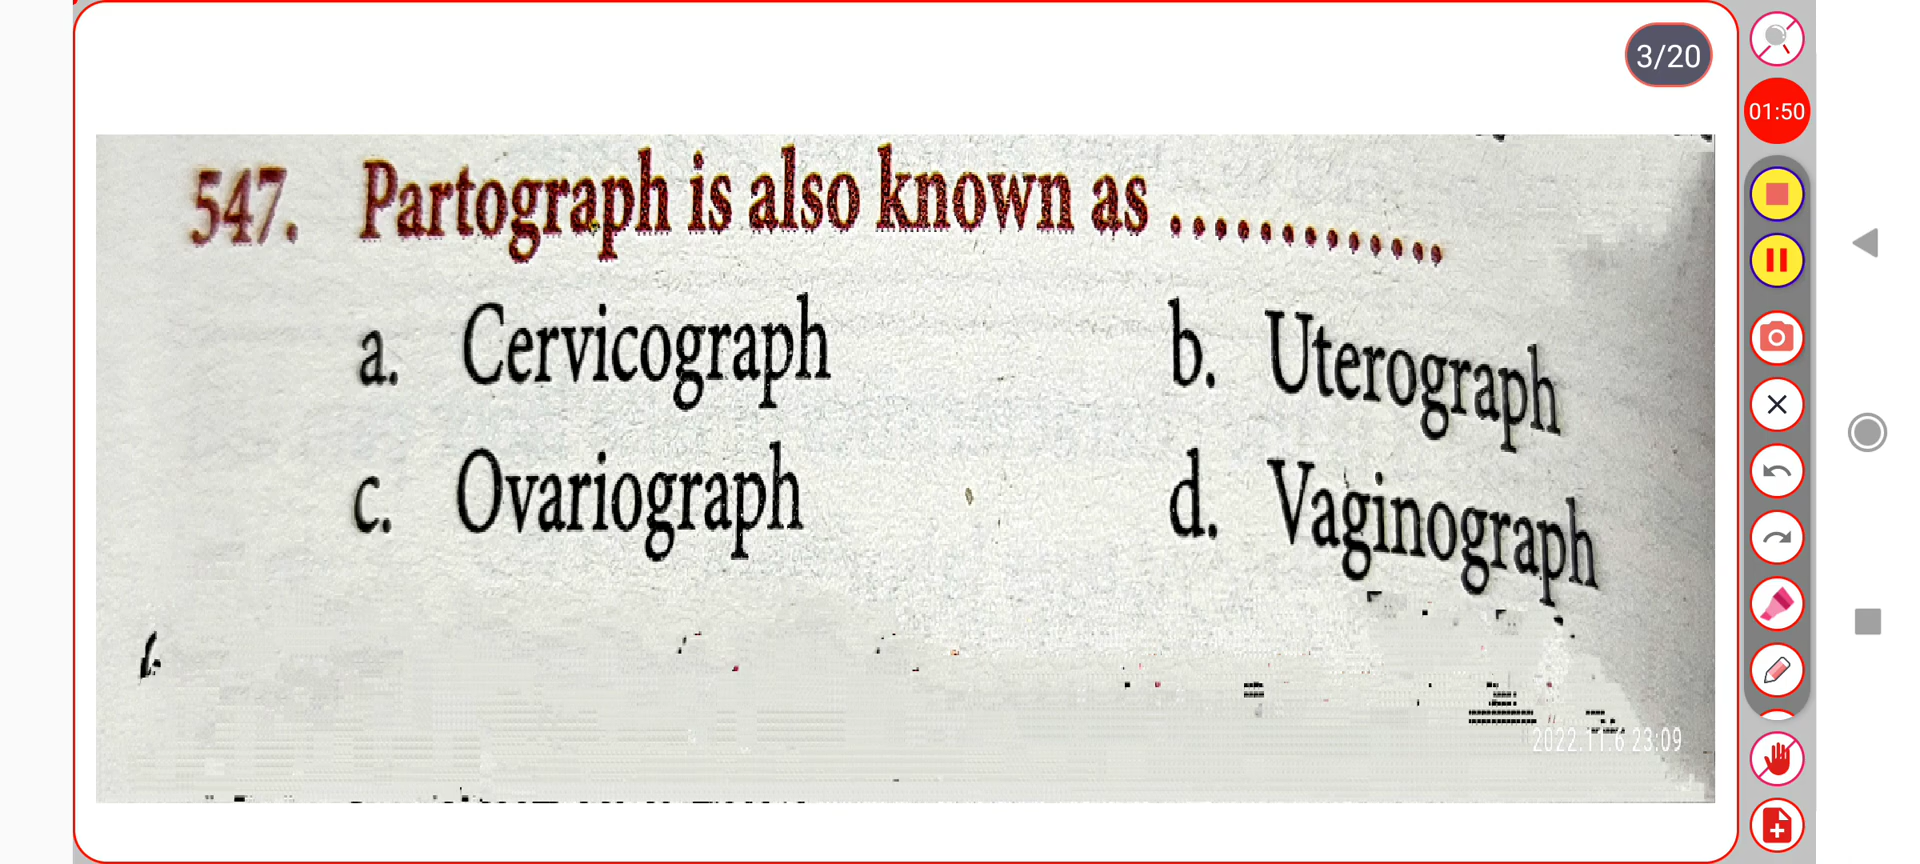 3/20
01:50
547. Partograph is also known as .............
a. Cervicograph b. Uterograph
c. Ovariograph d. Vaginograph
2022.11.6 23:09